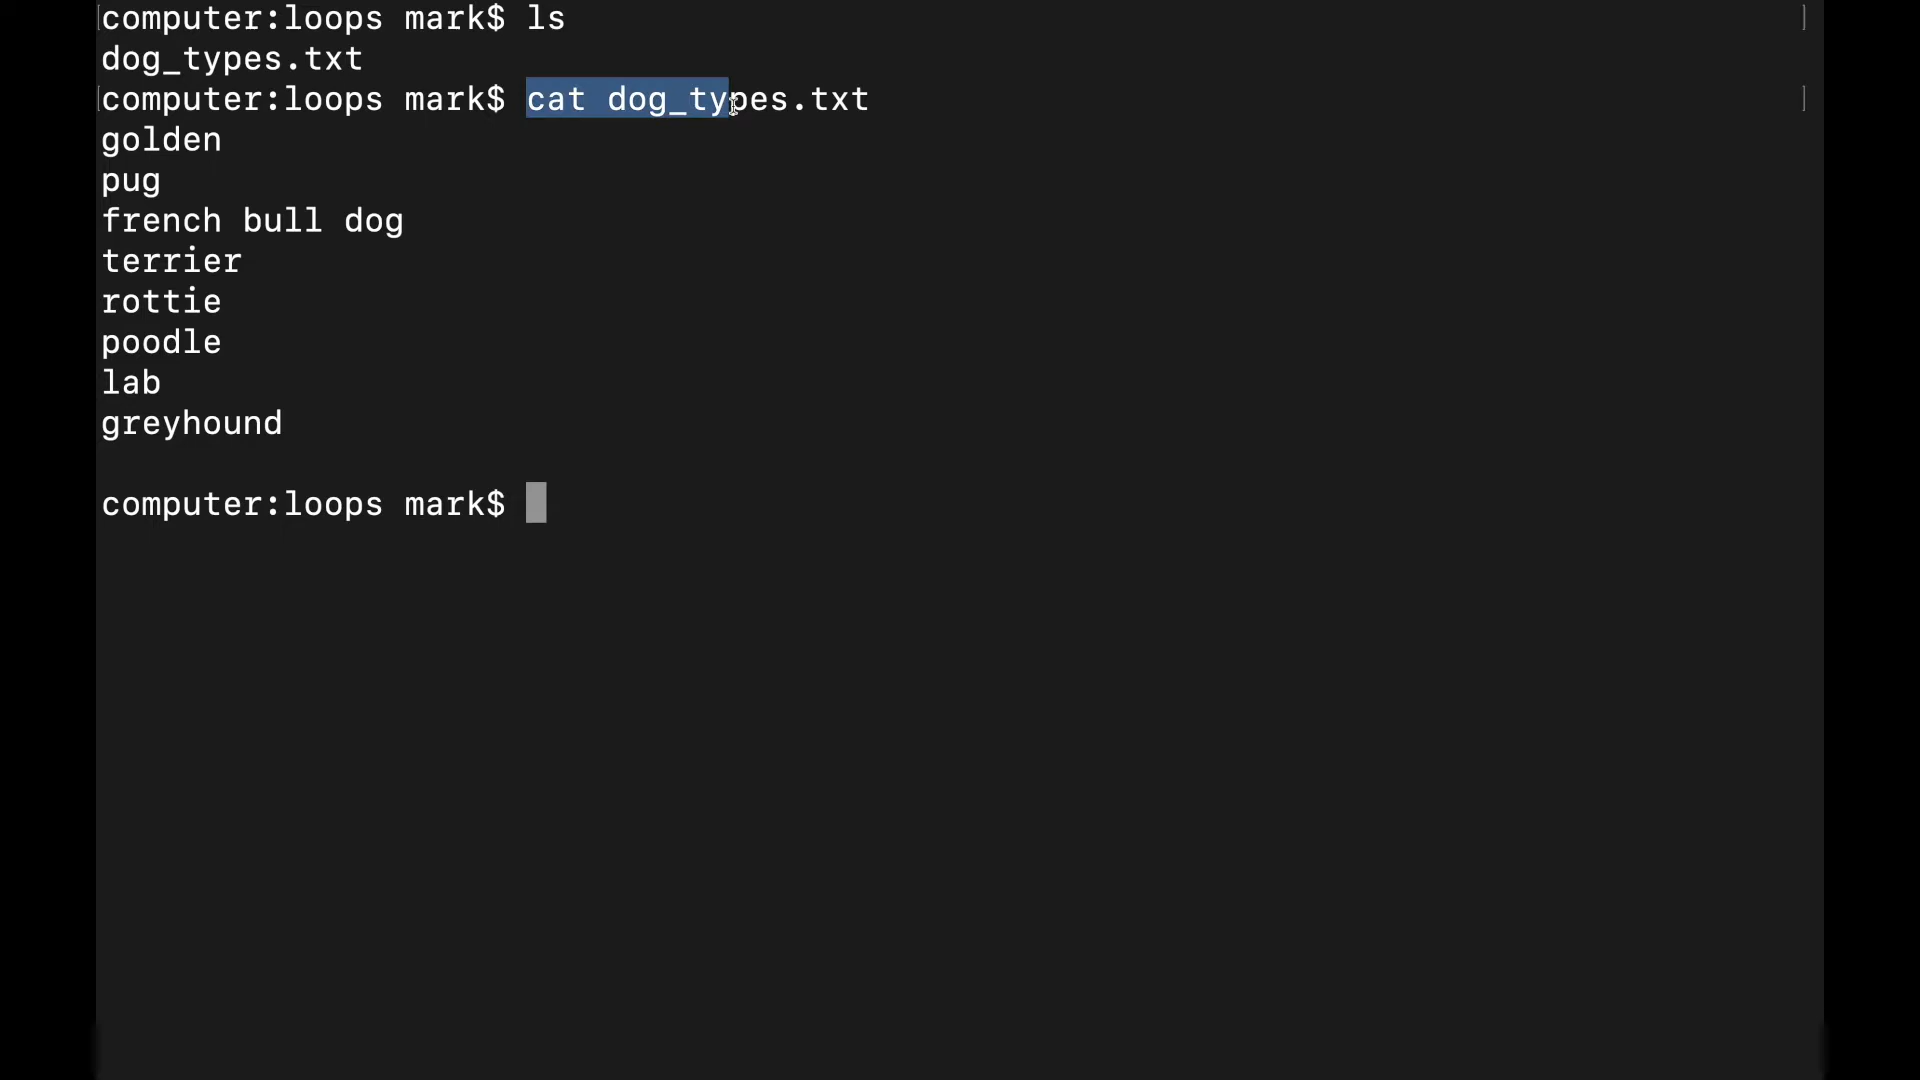 computer:loops mark$ ls
dog_types.txt
computer:loops mark$ cat dog_types.txt
golden
pug
french bull dog
terrier
rottie
poodle
lab
greyhound
computer:loops mark$